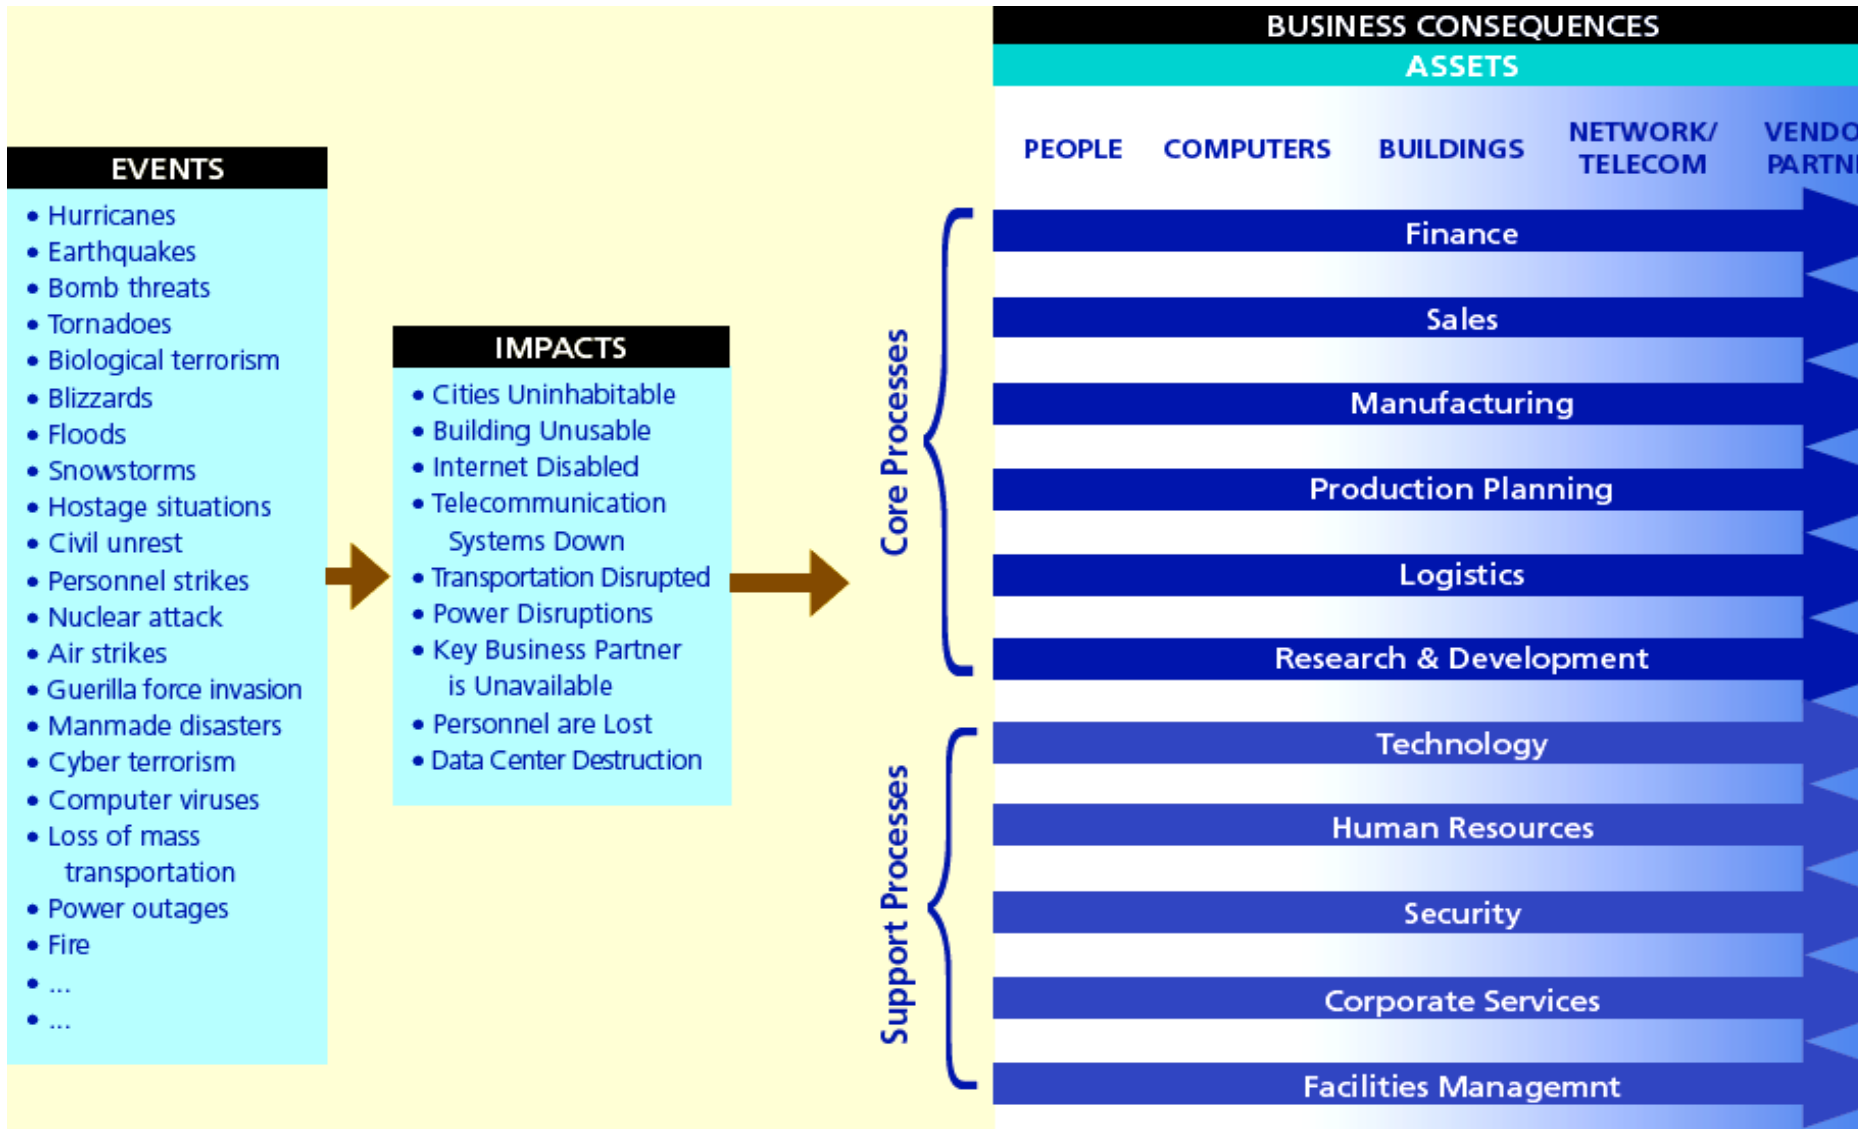 EVENTS
• Hurricanes
• Earthquakes
• Bomb threats
• Tornadoes
• Biological terrorism
• Blizzards
• Floods
• Snowstorms
• Hostage situations
• Civil unrest
• Personnel strikes
• Nuclear attack
• Air strikes
• Guerilla force invasion
• Manmade disasters
• Cyber terrorism
• Computer viruses
• Loss of mass
transportation
• Power outages
• Fire
• ...
• ...
IMPACTS
• Cities Uninhabitable
• Building Unusable
• Internet Disabled
• Telecommunication
Systems Down
• Transportation Disrupted
• Power Disruptions
• Key Business Partner
is Unavailable
• Personnel are Lost
• Data Center Destruction
BUSINESS CONSEQUENCES
ASSETS
PEOPLE
COMPUTERS
BUILDINGS
NETWORK/
TELECOM
Core Processes
Finance
Sales
Manufacturing
Production Planning
Logistics
Research & Development
Support Processes
Technology
Human Resources
Security
Corporate Services
Facilities Managemnt